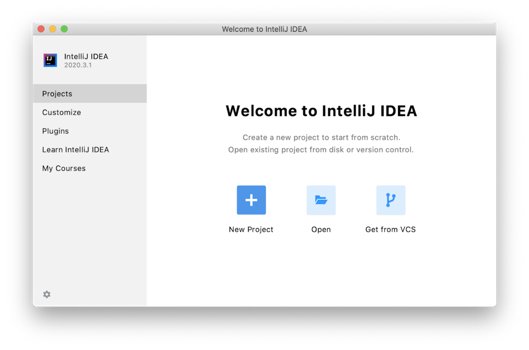 Welcome to IntelliJ IDEA
IntelliJ IDEA
2020.3.1
Projects
Customize
Plugins
Learn IntelliJ IDEA
My Courses
Welcome to IntelliJ IDEA
Create a new project to start from scratch.
Open existing project from disk or version control.
New Project
Open
Get from VCS